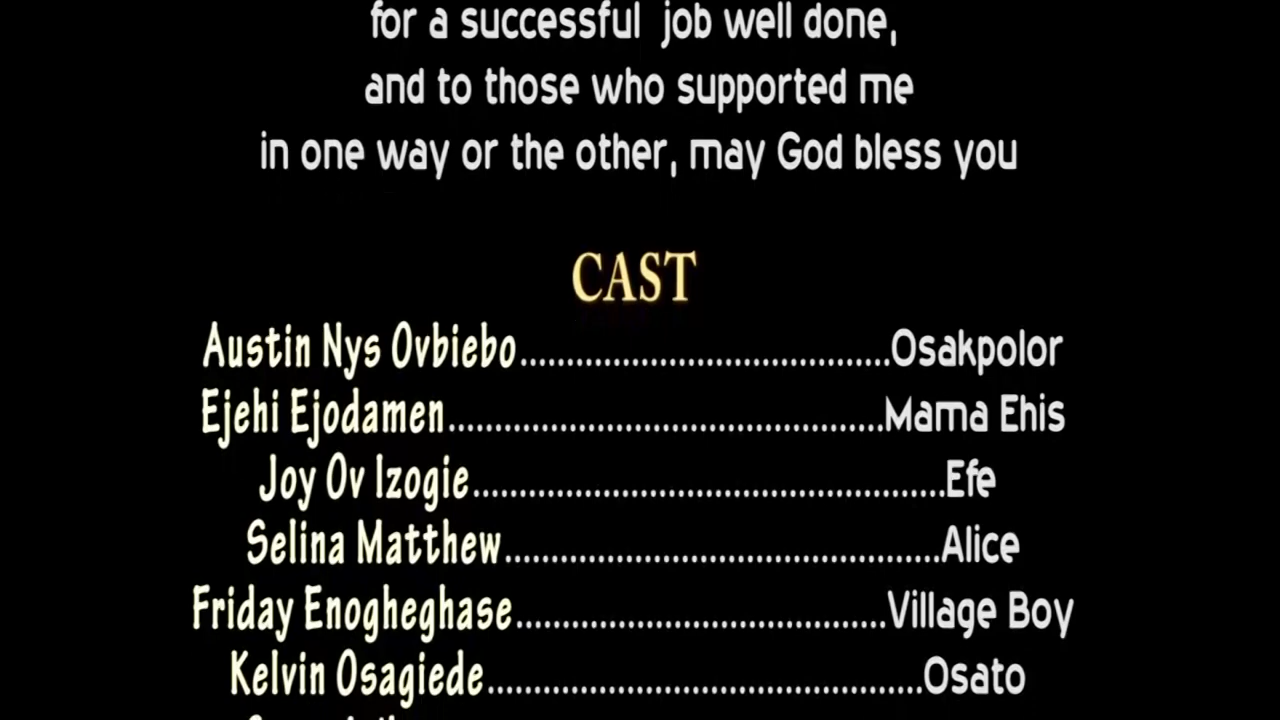 for a successful job well done,
and to those who supported me
in one way or the other, may God bless you
CAST
Austin Nys Ovbiebo........................................Osakpolor
Ejehi Ejodamen...............................................Mama Ehis
Joy Ov Izogie...................................................Efe
Selina Matthew...............................................Alice
Friday Enogheghase........................................Village Boy
Kelvin Osagiede...............................................Osato